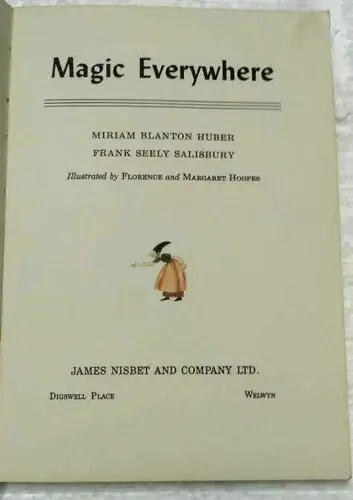 Magic Everywhere
MIRIAM BLANTON HUBER
FRANK SEELY SALISBURY
Illustrated by FLORENCE and MARGARET HOOPES
JAMES NISBET AND COMPANY LTD.
DIGSWELL PLACE WELWYN